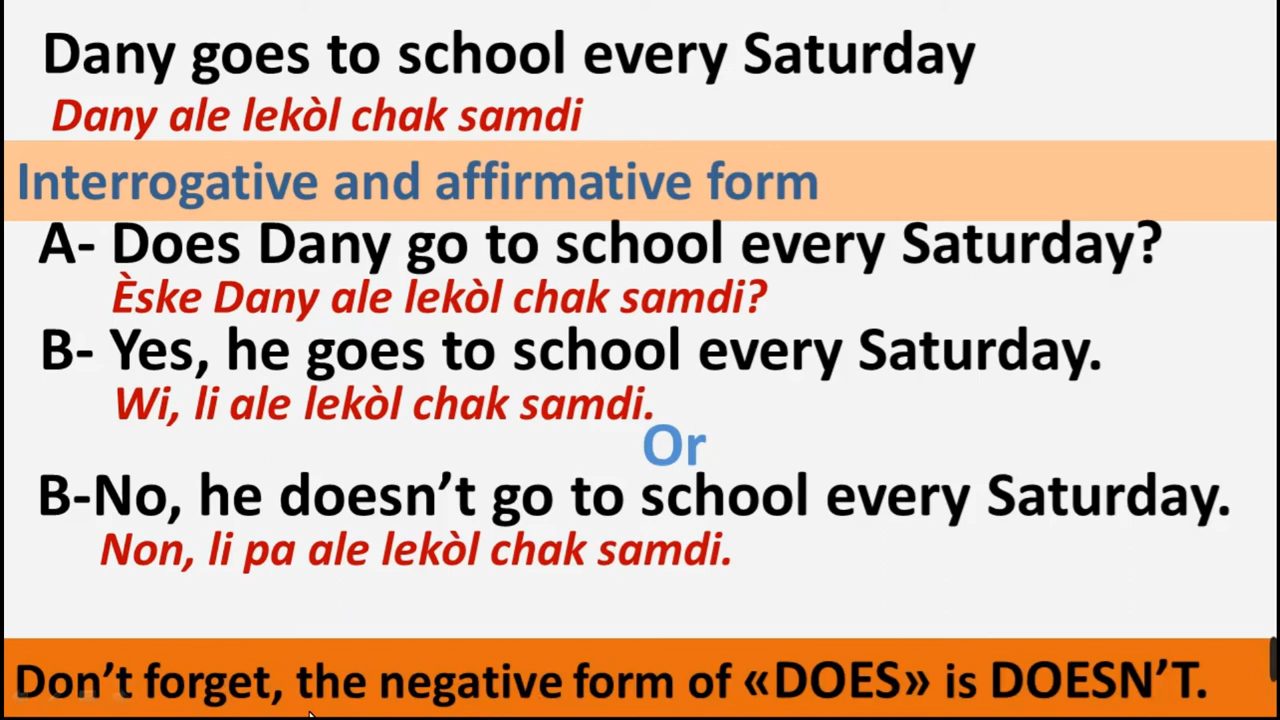 Dany goes to school every Saturday
Dany ale lekòl chak samdi
Interrogative and affirmative form
A- Does Dany go to school every Saturday?
Èske Dany ale lekòl chak samdi?
B- Yes, he goes to school every Saturday.
Wi, li ale lekòl chak samdi.
Or
B-No, he doesn’t go to school every Saturday.
Non, li pa ale lekòl chak samdi.
Don’t forget, the negative form of «DOES» is DOESN’T.